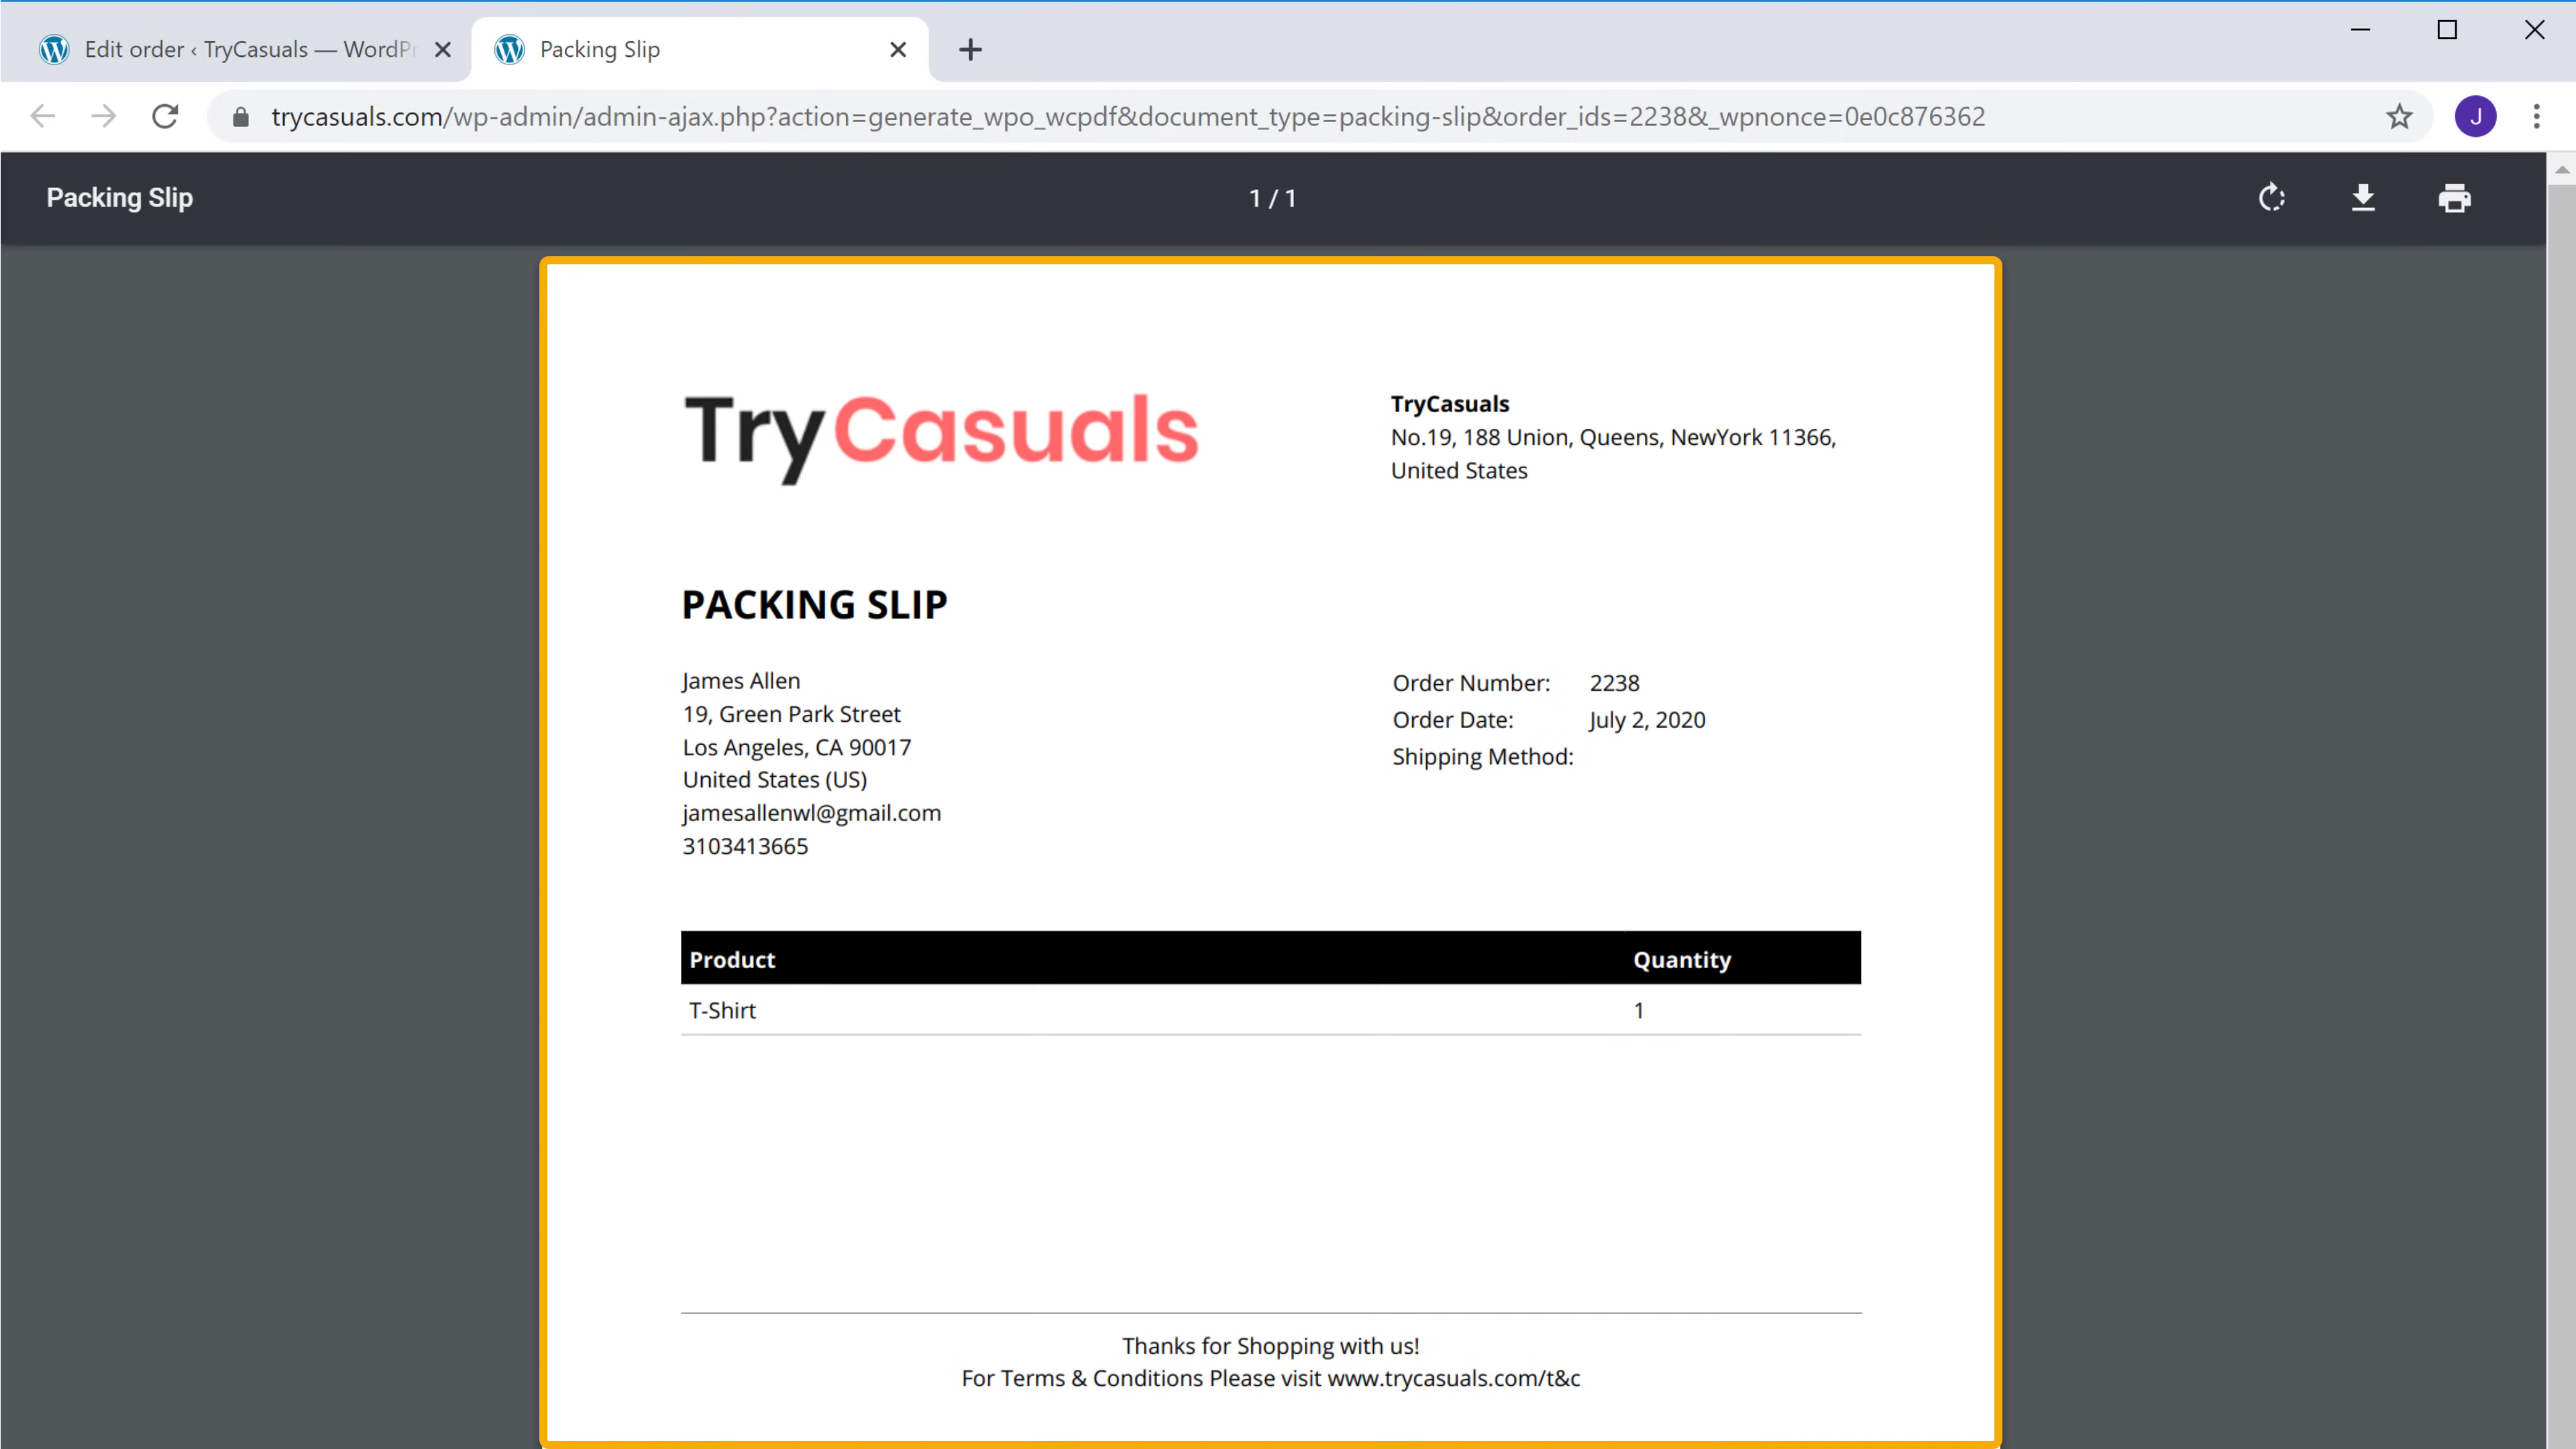 Edit order ‹ TryCasuals — WordPr
Packing Slip
trycasuals.com/wp-admin/admin-ajax.php?action=generate_wpo_wcpdf&document_type=packing-slip&order_ids=2238&_wpnonce=0e0c876362
J
Packing Slip
1 / 1
TryCasuals
TryCasuals
No.19, 188 Union, Queens, NewYork 11366,
United States
PACKING SLIP
James Allen
19, Green Park Street
Los Angeles, CA 90017
United States (US)
jamesallenwl@gmail.com
3103413665
Order Number: 2238
Order Date: July 2, 2020
Shipping Method:
Product Quantity
T-Shirt 1
Thanks for Shopping with us!
For Terms & Conditions Please visit www.trycasuals.com/t&c